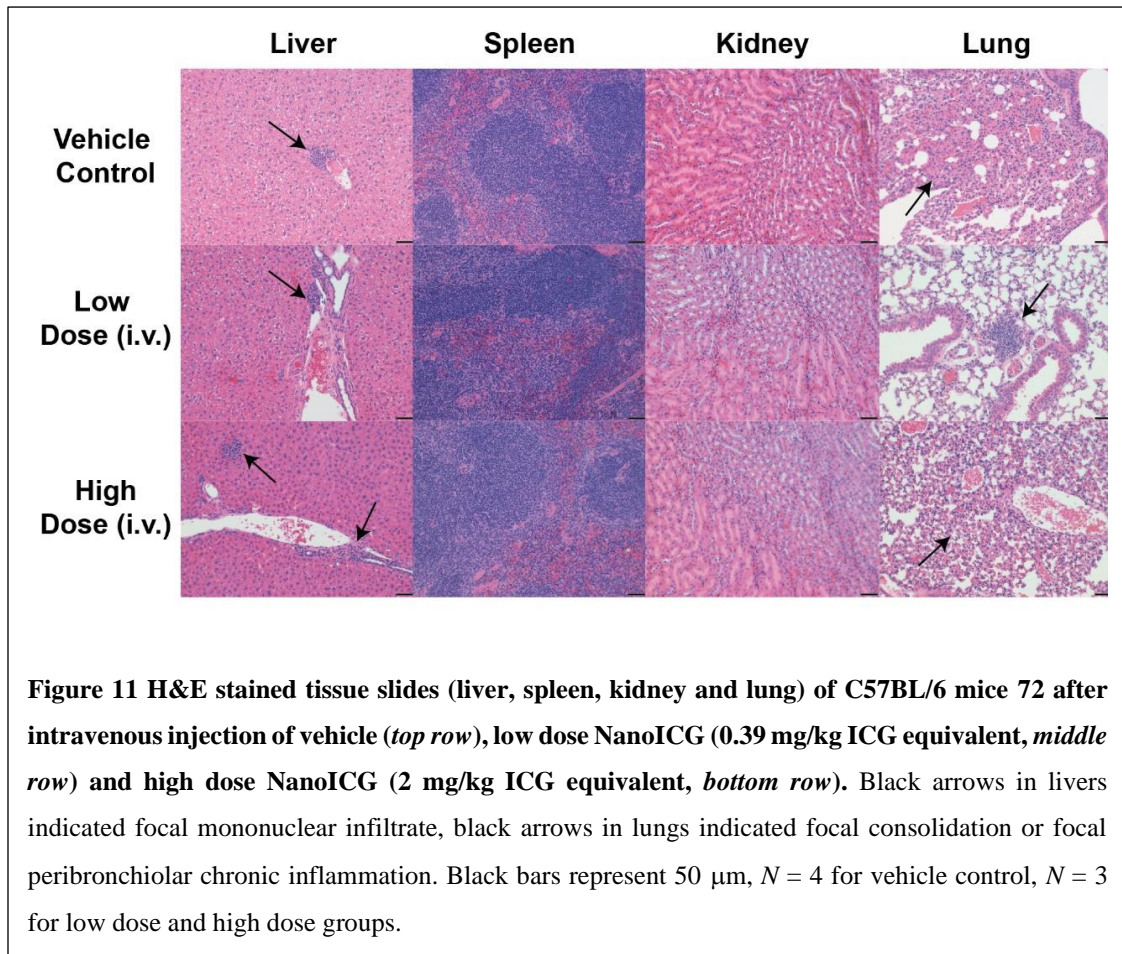 Liver Spleen Kidney Lung
Vehicle
Control
Low
Dose (i.v.)
High
Dose (i.v.)
Figure 11 H&E stained tissue slides (liver, spleen, kidney and lung) of C57BL/6 mice 72 after
intravenous injection of vehicle (top row), low dose NanoICG (0.39 mg/kg ICG equivalent, middle
row) and high dose NanoICG (2 mg/kg ICG equivalent, bottom row). Black arrows in livers
indicated focal mononuclear infiltrate, black arrows in lungs indicated focal consolidation or focal
peribronchiolar chronic inflammation. Black bars represent 50 μm, N = 4 for vehicle control, N = 3
for low dose and high dose groups.